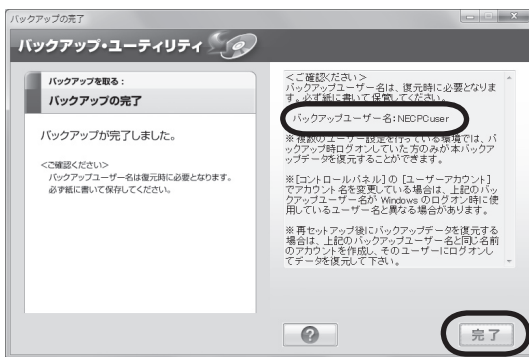 バックアップの完了
バックアップ・ユーティリティ
バックアップを取る：
バックアップの完了
バックアップが完了しました。
<ご確認ください>
バックアップユーザー名は復元時に必要となります。
必ず紙に書いて保存してください。
<ご確認ください>
バックアップユーザー名は、復元時に必要となりま
す。必ず紙に書いて保管してください。
バックアップユーザー名：NECPCuser
※複数のユーザー設定を行っている環境では、バ
ックアップ時ログオンしていた方のみが本バックア
ップデータを復元することができます。
※[コントロールパネル]の[ユーザーアカウント]
でアカウント名を変更している場合は、上記のバッ
クアップユーザー名が Windows のログオン時に使
用しているユーザー名と異なる場合があります。
※再セットアップ後にバックアップデータを復元する
場合は、上記のバックアップユーザー名と同じ名前
のアカウントを作成し、そのユーザーにログオンし
てデータを復元して下さい。
?
完了